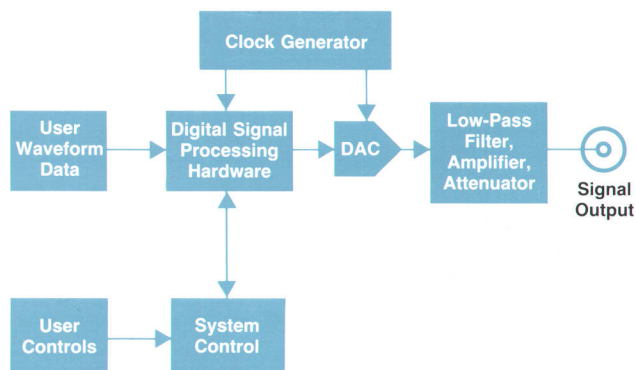 Clock Generator
User
Waveform
Data
Digital Signal
Processing
Hardware
DAC
Low-Pass
Filter,
Amplifier,
Attenuator
Signal
Output
User
Controls
System
Control